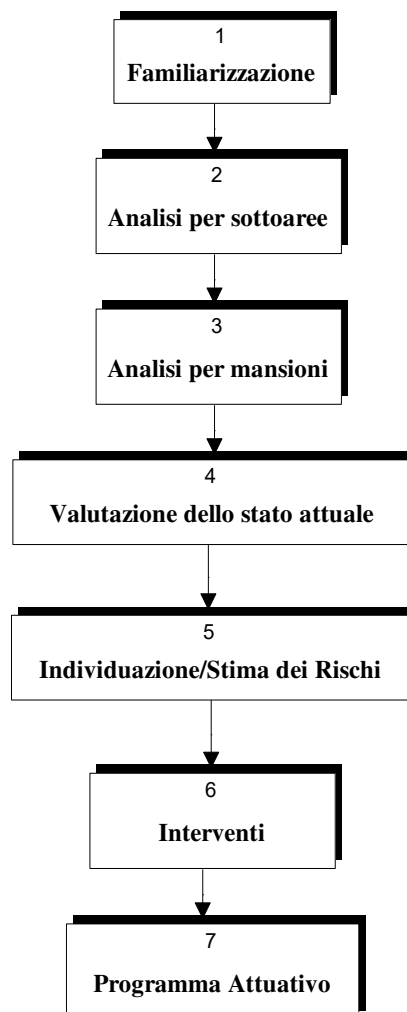 1
Familiarizzazione
2
Analisi per sottoaree
3
Analisi per mansioni
4
Valutazione dello stato attuale
5
Individuazione/Stima dei Rischi
6
Interventi
7
Programma Attuativo